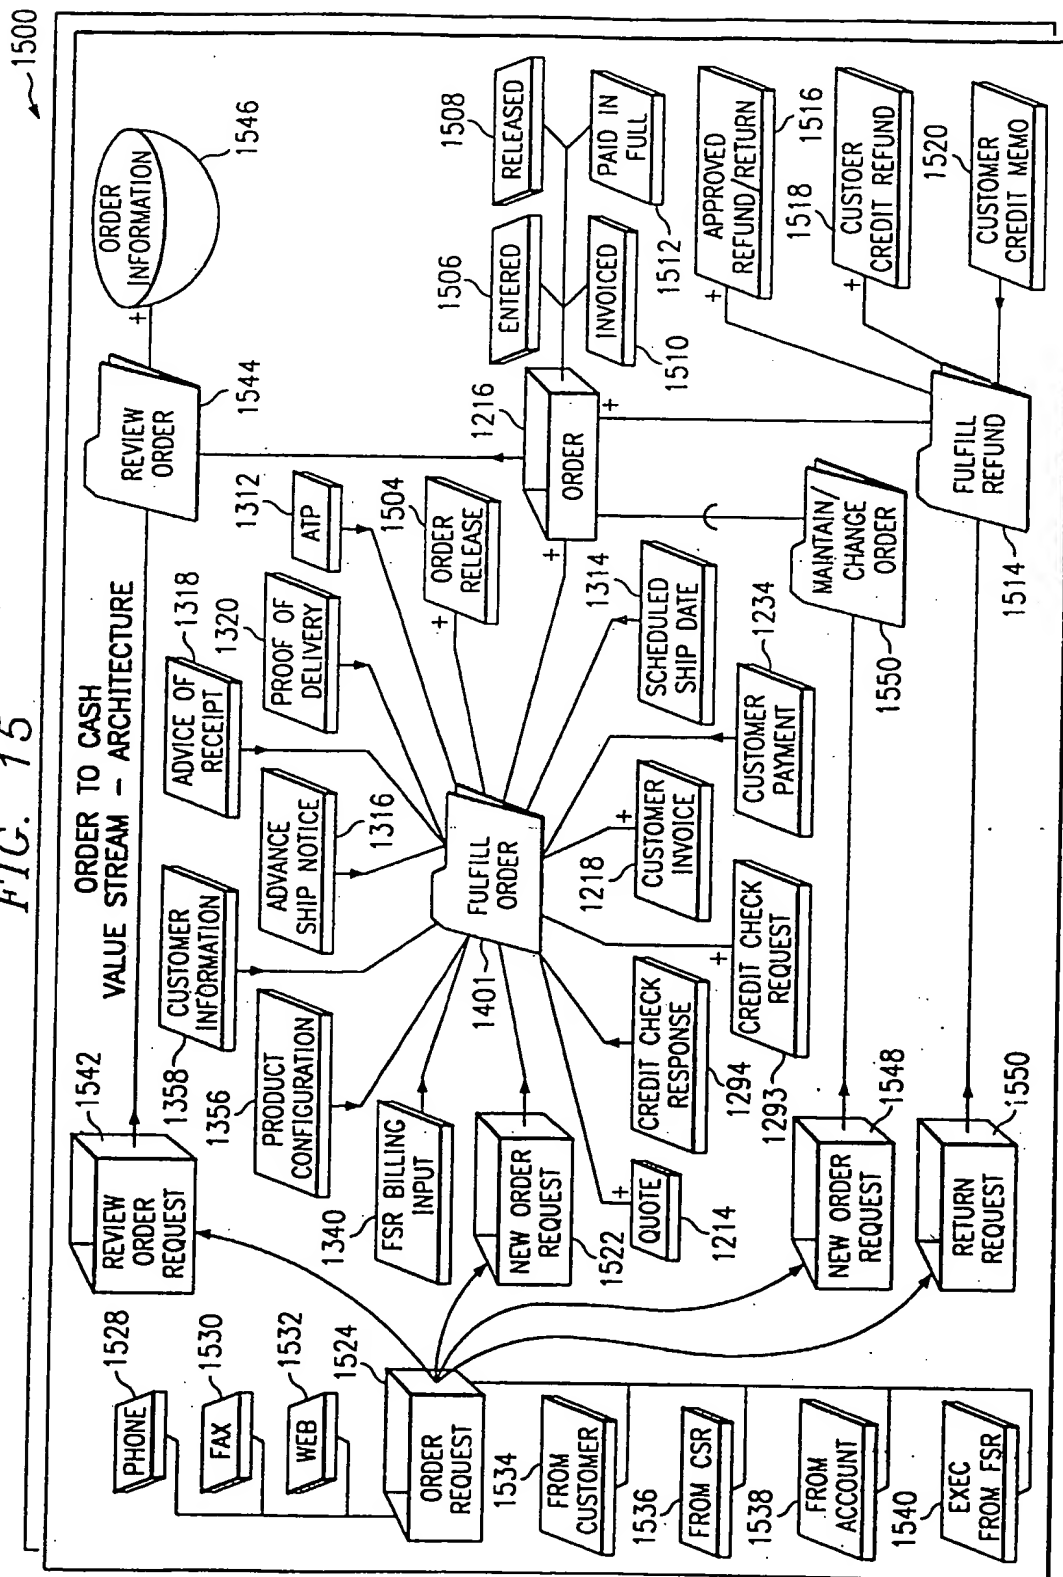 FIG. 15
1500
ORDER TO CASH
VALUE STREAM – ARCHITECTURE
PHONE
1528
FAX
1530
WEB
1532
ORDER
REQUEST
1524
FROM
CUSTOMER
1534
FROM CSR
1536
FROM
ACCOUNT
1538
EXEC
FROM FSR
1540
REVIEW
ORDER
REQUEST
1542
CUSTOMER
INFORMATION
1358
PRODUCT
CONFIGURATION
1356
FSR BILLING
INPUT
1340
NEW ORDER
REQUEST
1522
QUOTE
1214
+
NEW ORDER
REQUEST
1548
RETURN
REQUEST
1550
ADVICE OF
RECEIPT
1318
ADVANCE
SHIP NOTICE
1316
PROOF OF
DELIVERY
1320
ATP
1312
ORDER
RELEASE
1504
+
FULFILL
ORDER
1401
CREDIT CHECK
RESPONSE
1294
CREDIT CHECK
REQUEST
1293
+
CUSTOMER
INVOICE
1218
+
CUSTOMER
PAYMENT
1234
SCHEDULED
SHIP DATE
1314
REVIEW
ORDER
1544
+
ORDER
INFORMATION
1546
ORDER
1216
+
+
ENTERED
1506
RELEASED
1508
INVOICED
1510
PAID IN
FULL
1512
MAINTAIN/
CHANGE
ORDER
1550
FULFILL
REFUND
1514
APPROVED
REFUND/RETURN
1516
+
CUSTOER
CREDIT REFUND
1518
+
CUSTOMER
CREDIT MEMO
1520